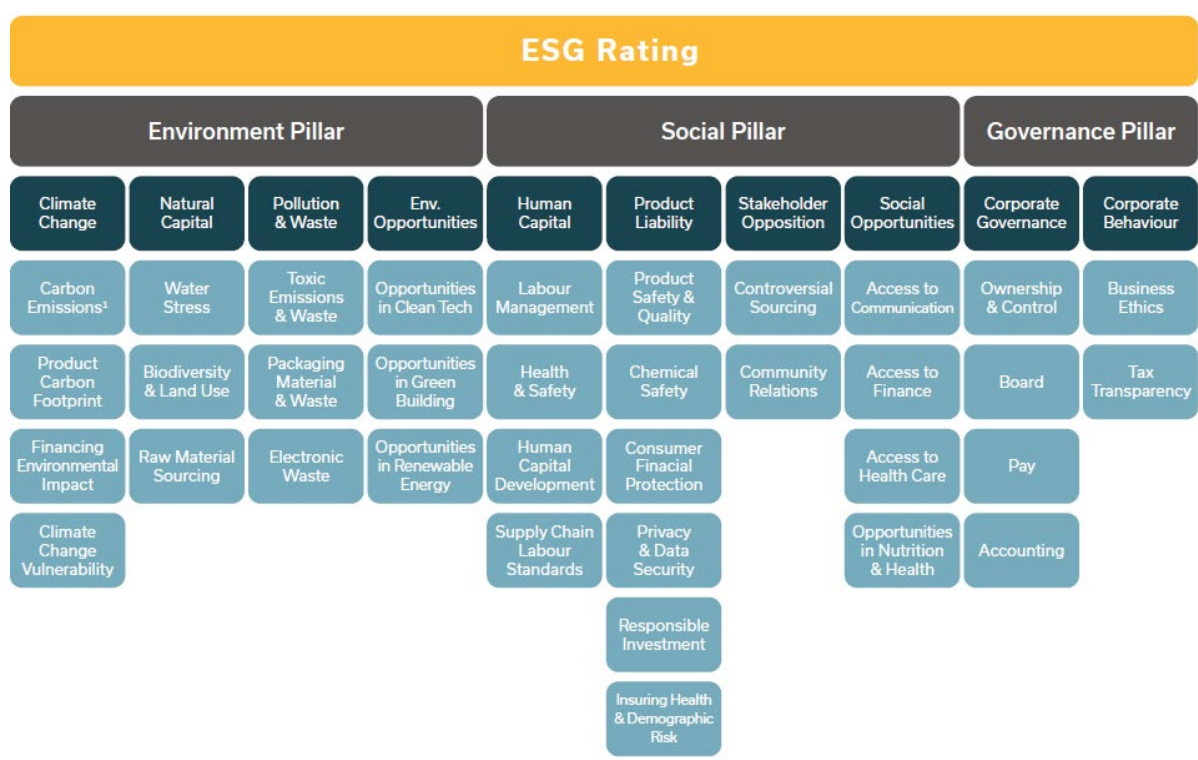 ESG Rating
Environment Pillar
Social Pillar
Governance Pillar
Climate
Change
Natural
Capital
Pollution
& Waste
Env.
Opportunities
Human
Capital
Product
Liability
Stakeholder
Opposition
Social
Opportunities
Corporate
Governance
Corporate
Behaviour
Carbon
Emissions¹
Water
Stress
Toxic
Emissions
& Waste
Opportunities
in Clean Tech
Labour
Management
Product
Safety &
Quality
Controversial
Sourcing
Access to
Communication
Ownership
& Control
Business
Ethics
Product
Carbon
Footprint
Biodiversity
& Land Use
Packaging
Material
& Waste
Opportunities
in Green
Building
Health
& Safety
Chemical
Safety
Community
Relations
Access to
Finance
Board
Tax
Transparency
Financing
Environmental
Impact
Raw Material
Sourcing
Electronic
Waste
Opportunities
in Renewable
Energy
Human
Capital
Development
Consumer
Finacial
Protection
Access to
Health Care
Pay
Climate
Change
Vulnerability
Supply Chain
Labour
Standards
Privacy
& Data
Security
Opportunities
in Nutrition
& Health
Accounting
Responsible
Investment
Insuring Health
& Demographic
Risk